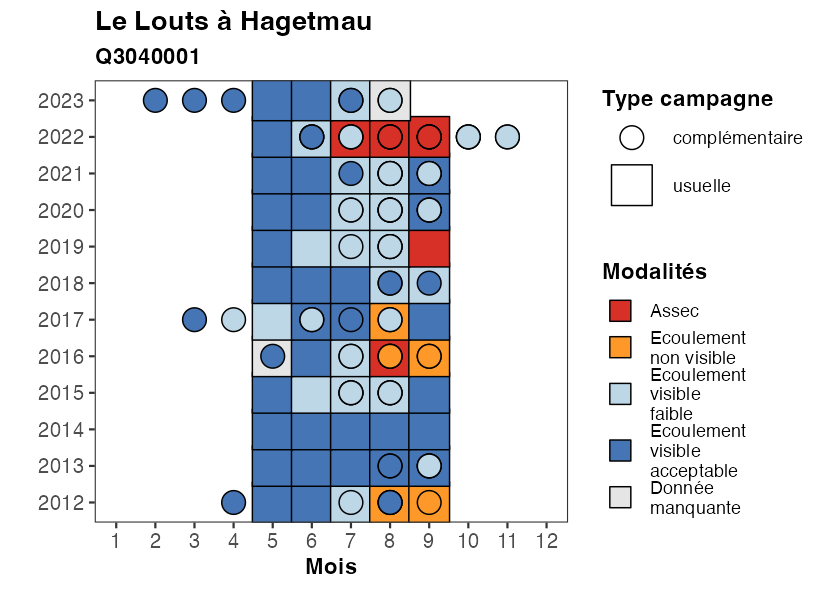 Le Louts à Hagetmau
Q3040001
2023
2022
2021
2020
2019
2018
2017
2016
2015
2014
2013
2012
1 2 3 4 5 6 7 8 9 10 11 12
Mois
Type campagne
complémentaire
usuelle
Modalités
Assec
Ecoulement
non visible
Ecoulement
visible
faible
Ecoulement
visible
acceptable
Donnée
manquante